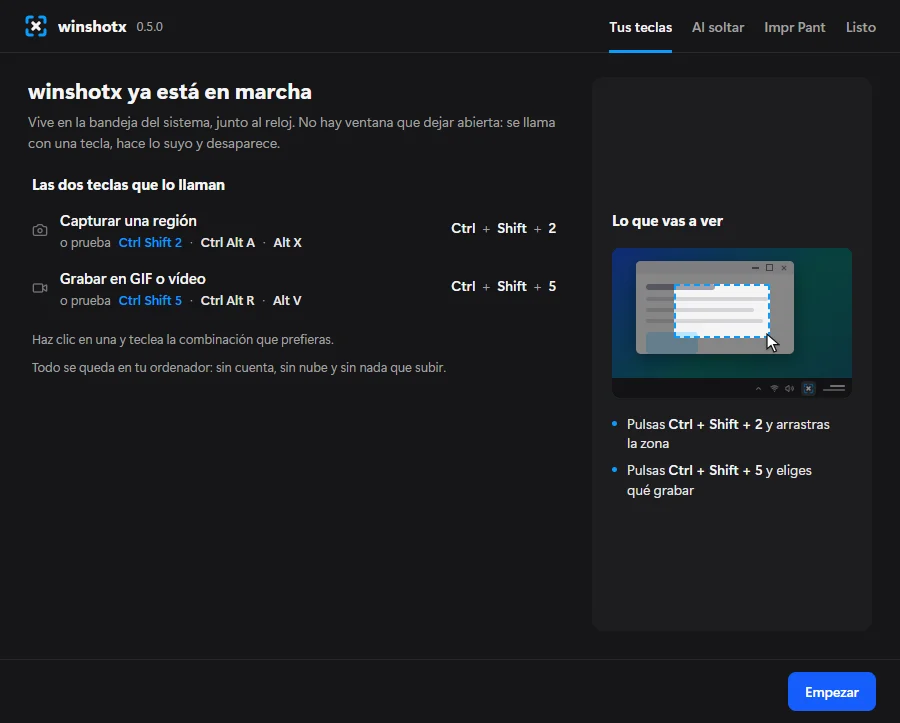 winshotx 0.5.0
Tus teclas Al soltar Impr Pant Listo
winshotx ya está en marcha
Vive en la bandeja del sistema, junto al reloj. No hay ventana que dejar abierta: se llama
con una tecla, hace lo suyo y desaparece.
Las dos teclas que lo llaman
Capturar una región
o prueba Ctrl Shift 2 · Ctrl Alt A · Alt X
Ctrl + Shift + 2
Grabar en GIF o vídeo
o prueba Ctrl Shift 5 · Ctrl Alt R · Alt V
Ctrl + Shift + 5
Haz clic en una y teclea la combinación que prefieras.
Todo se queda en tu ordenador: sin cuenta, sin nube y sin nada que subir.
Lo que vas a ver
Pulsas Ctrl + Shift + 2 y arrastras
la zona
Pulsas Ctrl + Shift + 5 y eliges
qué grabar
Empezar